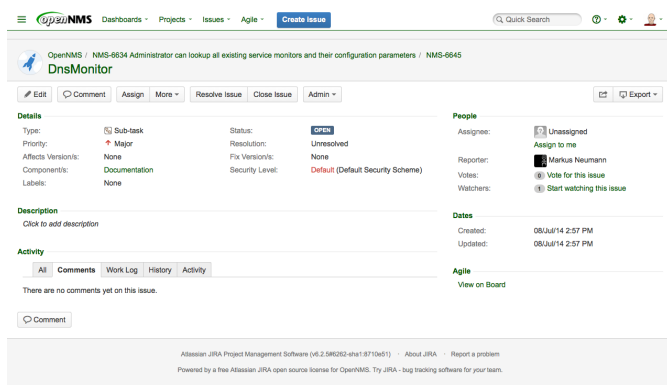 openNMS Dashboards Projects Issues Agile Create Issue Quick Search
OpenNMS / NMS-6634 Administrator can lookup all existing service monitors and their configuration parameters / NMS-6645
DnsMonitor
Edit Comment Assign More Resolve Issue Close Issue Admin Export
Details
Type: Sub-task Status: OPEN
Priority: Major Resolution: Unresolved
Affects Version/s: None Fix Version/s: None
Component/s: Documentation Security Level: Default (Default Security Scheme)
Labels: None
Description
Click to add description
Activity
All Comments Work Log History Activity
There are no comments yet on this issue.
Comment
People
Assignee: Unassigned
Assign to me
Reporter: Markus Neumann
Votes: 0 Vote for this issue
Watchers: 1 Start watching this issue
Dates
Created: 08/Jul/14 2:57 PM
Updated: 08/Jul/14 2:57 PM
Agile
View on Board
Atlassian JIRA Project Management Software (v6.2.5#6262-sha1:8710e51) · About JIRA · Report a problem
Powered by a free Atlassian JIRA open source license for OpenNMS. Try JIRA - bug tracking software for your team.